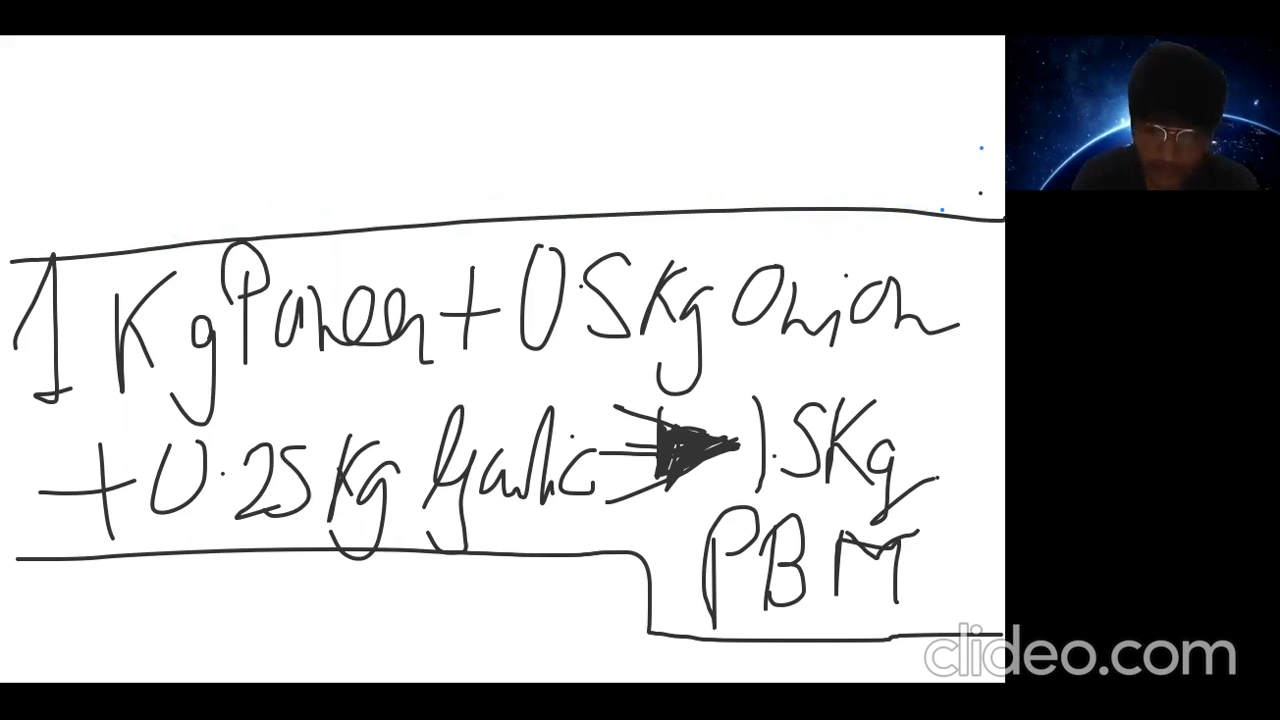 1 Kg Paneer + 0.5 Kg Onion
+ 0.25 Kg Garlic ⇒ 1.5 Kg
PBM
clideo.com